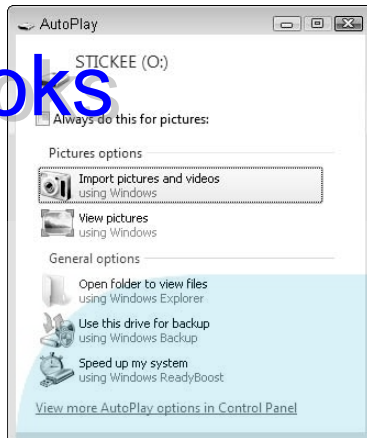 AutoPlay
STICKEE (O:)
oks
Always do this for pictures:
Pictures options
Import pictures and videos
using Windows
View pictures
using Windows
General options
Open folder to view files
using Windows Explorer
Use this drive for backup
using Windows Backup
Speed up my system
using Windows ReadyBoost
View more AutoPlay options in Control Panel